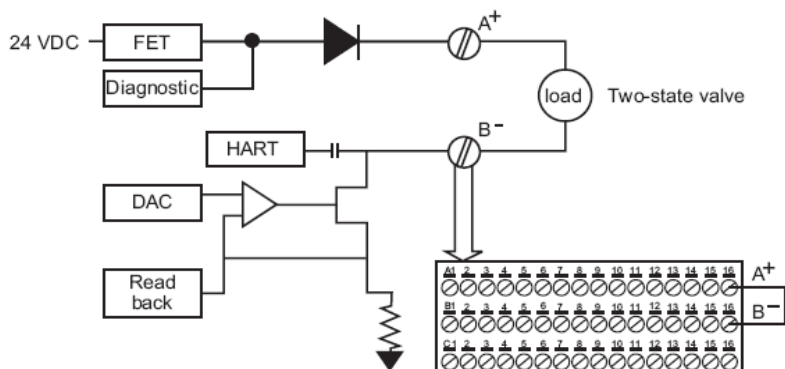 A+
24 VDC FET
Diagnostic
load Two-state valve
B−
HART
DAC
Read
back
A1 2 3 4 5 6 7 8 9 10 11 12 13 14 15 16 A+
B1 2 3 4 5 6 7 8 9 10 11 12 13 14 15 16 B−
C1 2 3 4 5 6 7 8 9 10 11 12 13 14 15 16